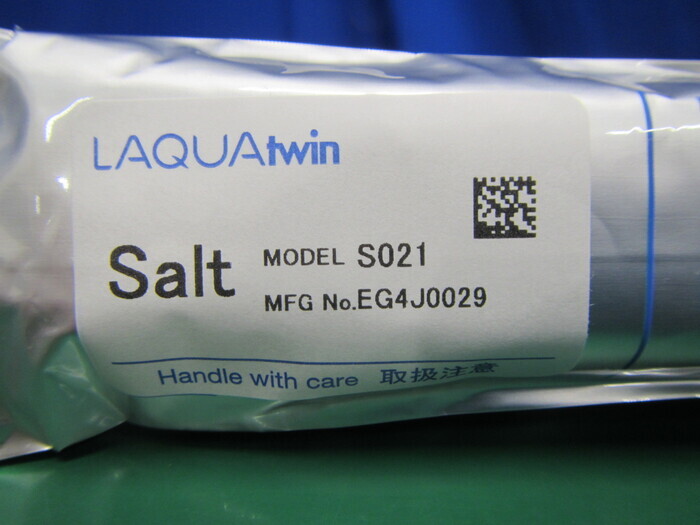 LAQUAtwin
Salt
MODEL S021
MFG No.EG4J0029
Handle with care 取扱注意